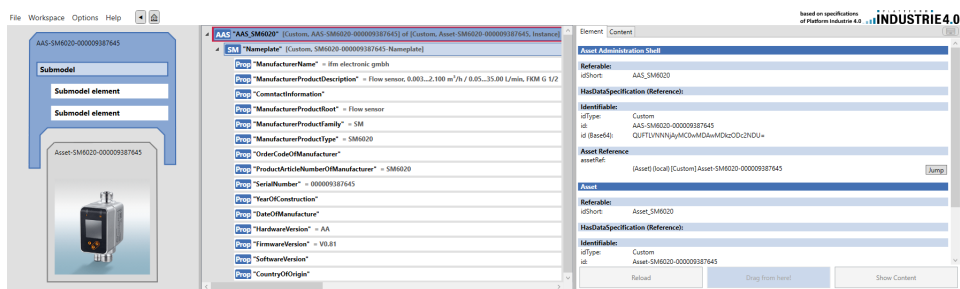 File Workspace Options Help
based on specifications
of Platform Industrie 4.0
PLATTFORM
INDUSTRIE4.0
AAS-SM6020-000009387645
Submodel
Submodel element
Submodel element
Asset-SM6020-000009387645
AAS "AAS_SM6020" [Custom, AAS-SM6020-000009387645] of [Custom, Asset-SM6020-000009387645, Instance]
SM "Nameplate" [Custom, SM6020-000009387645-Nameplate]
Prop "ManufacturerName" = ifm electronic gmbh
Prop "ManufacturerProductDescription" = Flow sensor, 0.003...2.100 m³/h / 0.05...35.00 L/min, FKM G 1/2
Prop "ComntactInformation"
Prop "ManufacturerProductRoot" = Flow sensor
Prop "ManufacturerProductFamily" = SM
Prop "ManufacturerProductType" = SM6020
Prop "OrderCodeOfManufacturer"
Prop "ProductArticleNumberOfManufacturer" = SM6020
Prop "SerialNumber" = 000009387645
Prop "YearOfConstruction"
Prop "DateOfManufacture"
Prop "HardwareVersion" = AA
Prop "FirmwareVersion" = V0.81
Prop "SoftwareVersion"
Prop "CountryOfOrigin"
Element Content
Asset Administration Shell
Referable:
idShort: AAS_SM6020
HasDataSpecification (Reference):
Identifiable:
idType: Custom
id: AAS-SM6020-000009387645
id (Base64): QUFTLVNNNjAyMC0wMDAwMDkzODc2NDU=
Asset Reference
assetRef:
(Asset) (local) [Custom] Asset-SM6020-000009387645 Jump
Asset
Referable:
idShort: Asset_SM6020
HasDataSpecification (Reference):
Identifiable:
idType: Custom
id: Asset-SM6020-000009387645
Reload Drag from here! Show Content